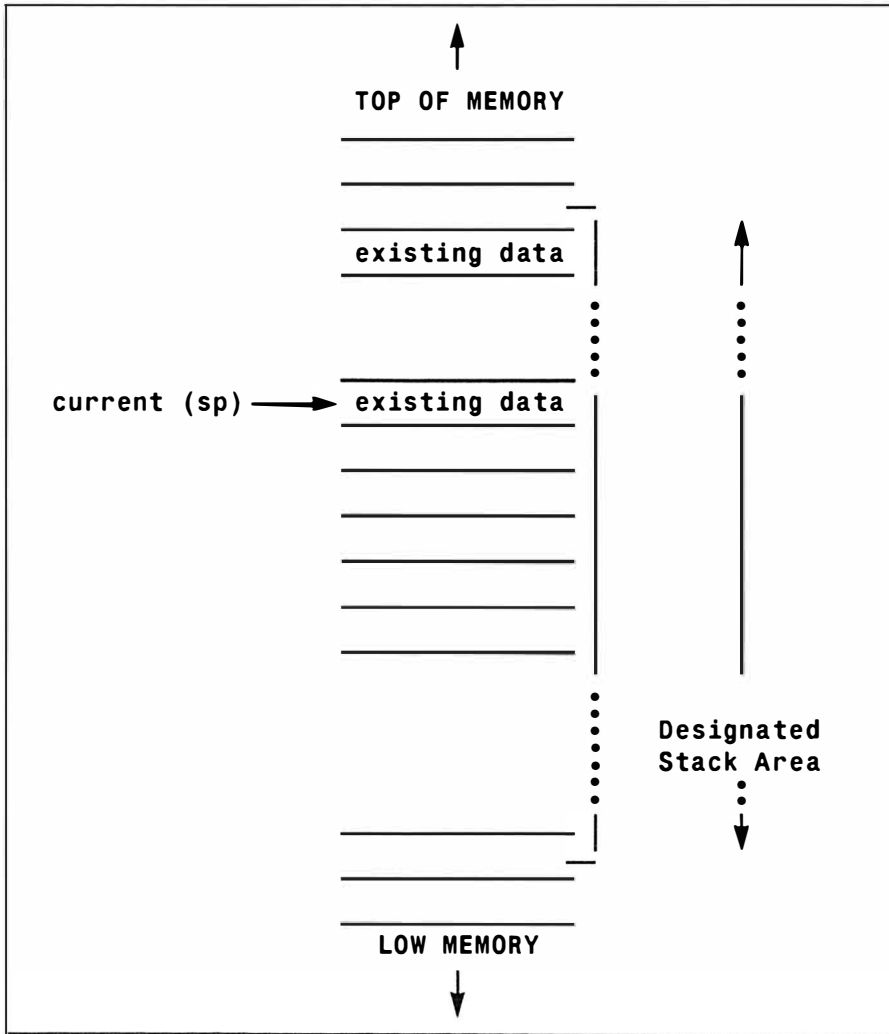 TOP OF MEMORY
existing data
current (sp)
existing data
Designated
Stack Area
LOW MEMORY